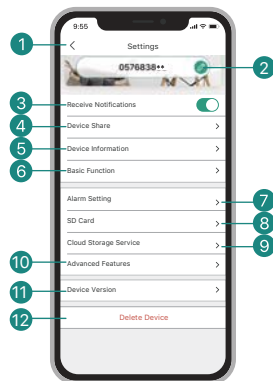 9:55
1
Settings
0576838••
2
3
Receive Notifications
4
Device Share
5
Device Information
6
Basic Function
Alarm Setting
7
SD Card
8
Cloud Storage Service
9
10
Advanced Features
11
Device Version
12
Delete Device